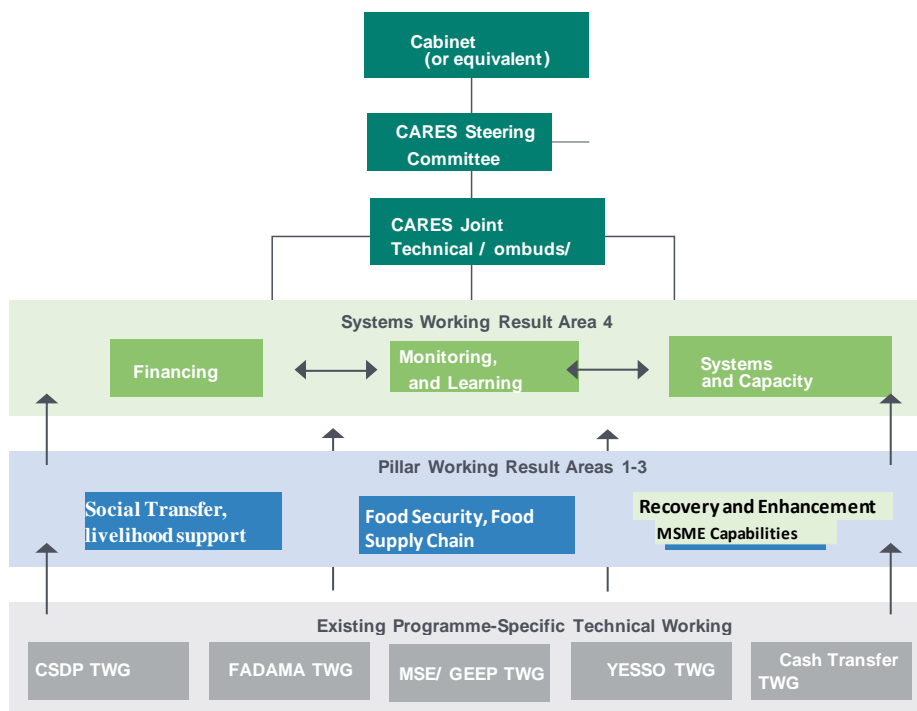 Cabinet
(or equivalent)
CARES Steering
Committee
CARES Joint
Technical / ombuds/
Systems Working Result Area 4
Financing
Monitoring,
and Learning
Systems
and Capacity
Pillar Working Result Areas 1-3
Social Transfer,
livelihood support
Food Security, Food
Supply Chain
Recovery and Enhancement
MSME Capabilities
Existing Programme-Specific Technical Working
CSDP TWG
FADAMA TWG
MSE/ GEEP TWG
YESSO TWG
Cash Transfer
TWG